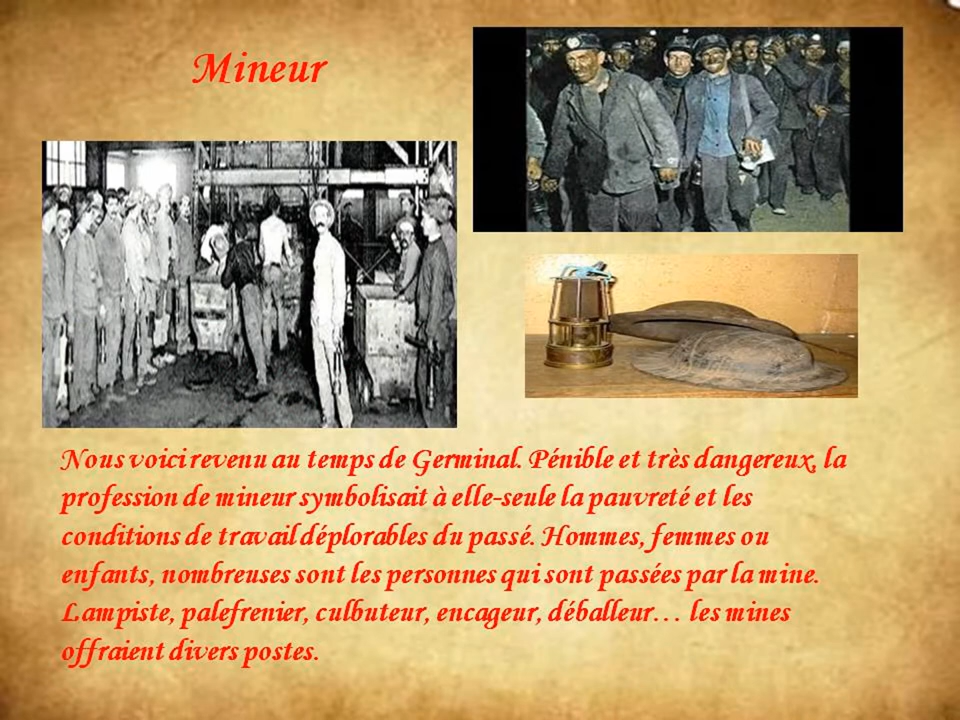 Mineur
Nous voici revenu au temps de Germinal. Pénible et très dangereux, la
profession de mineur symbolisait à elle-seule la pauvreté et les
conditions de travail déplorables du passé. Hommes, femmes ou
enfants, nombreuses sont les personnes qui sont passées par la mine.
Lampiste, palefrenier, culbuteur, encageur, déballeur… les mines
offraient divers postes.